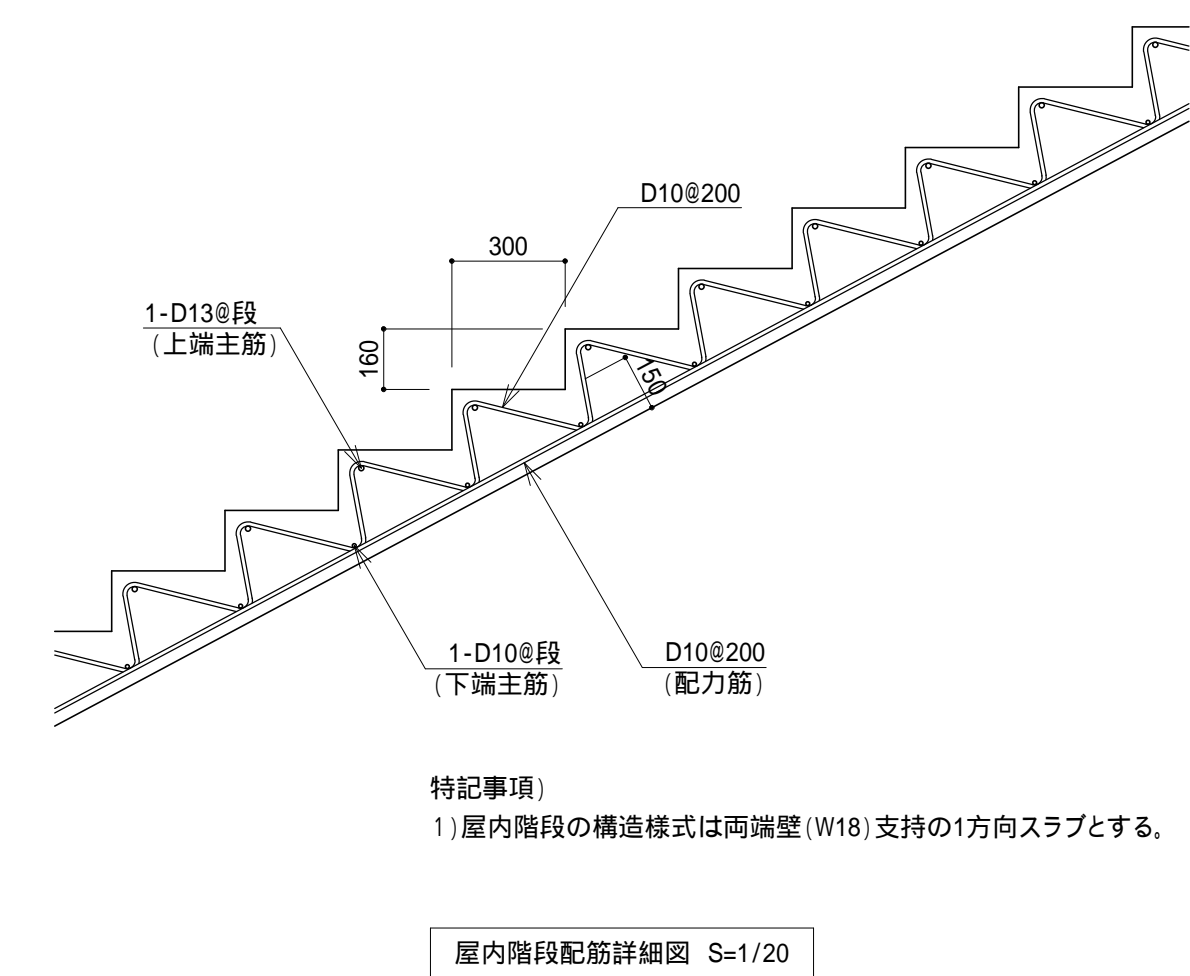 D10@200
300
1-D13@段
(上端主筋)
160
150
1-D10@段
(下端主筋)
D10@200
(配力筋)
特記事項)
1)屋内階段の構造様式は両端壁(W18)支持の1方向スラブとする。
屋内階段配筋詳細図 S=1/20